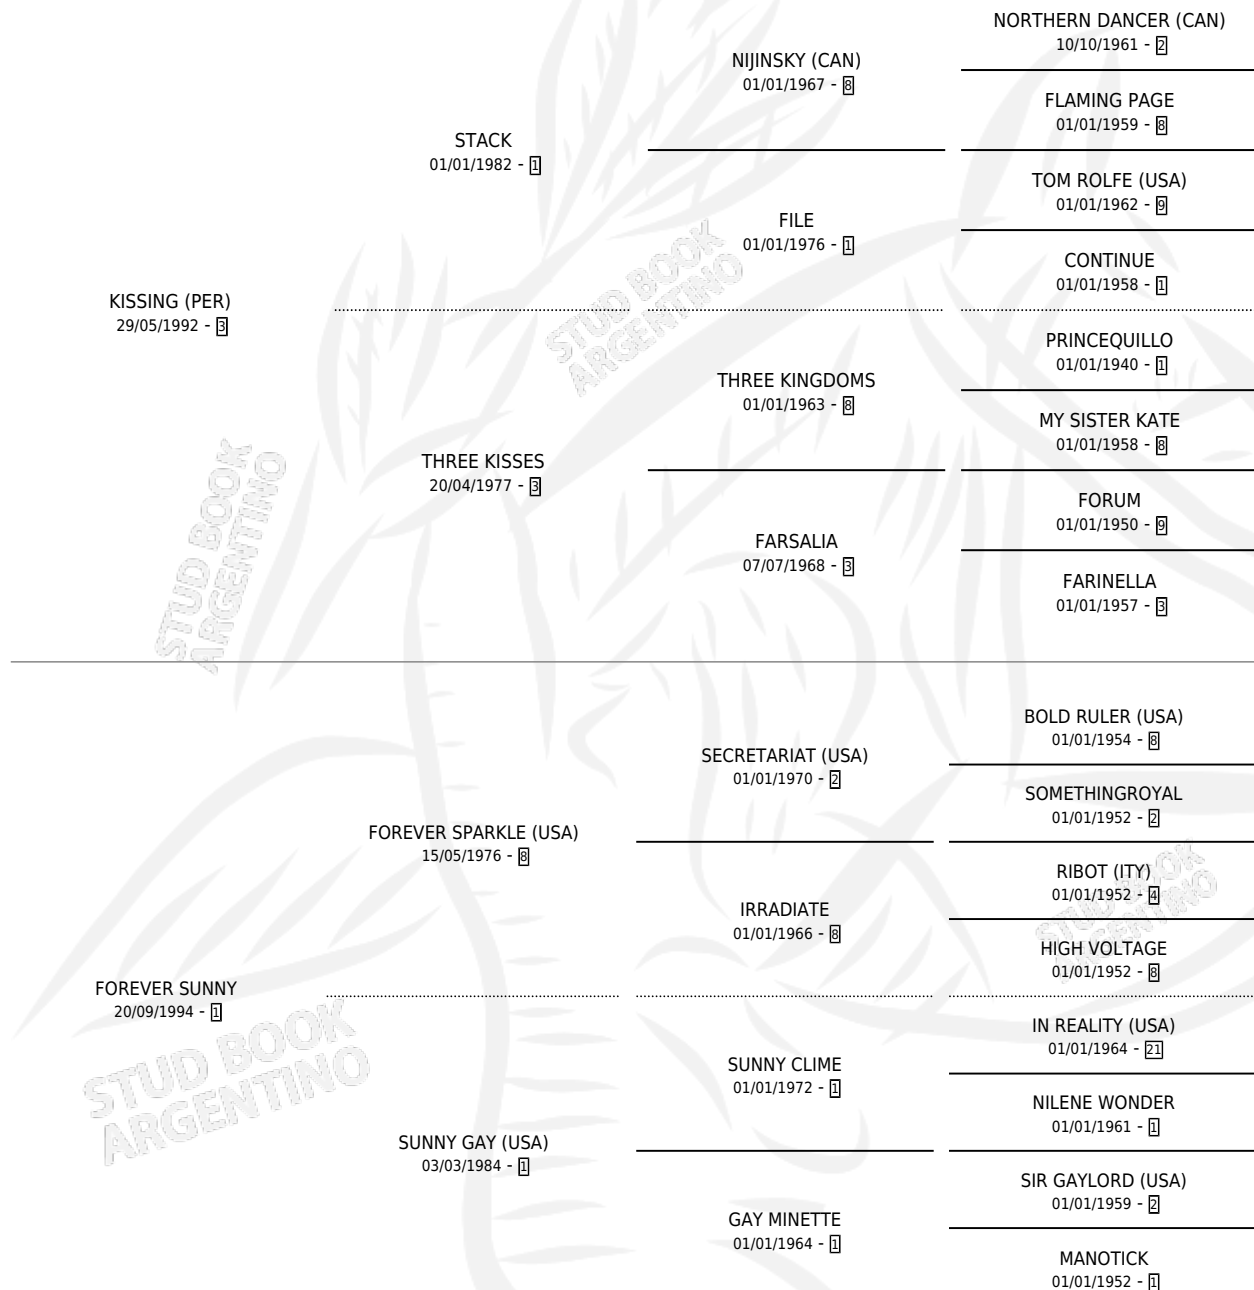 NORTHERN DANCER (CAN)
10/10/1961 - 2
NIJINSKY (CAN)
01/01/1967 - 8
FLAMING PAGE
01/01/1959 - 8
STACK
01/01/1982 - 1
TOM ROLFE (USA)
01/01/1962 - 9
FILE
01/01/1976 - 1
CONTINUE
01/01/1958 - 1
KISSING (PER)
29/05/1992 - 3
STUD BOOK
ARGENTINO
PRINCEQUILLO
01/01/1940 - 1
THREE KINGDOMS
01/01/1963 - 8
MY SISTER KATE
01/01/1958 - 8
THREE KISSES
20/04/1977 - 3
FORUM
01/01/1950 - 9
FARSALIA
07/07/1968 - 3
FARINELLA
01/01/1957 - 3
STUD BOOK
ARGENTINO
BOLD RULER (USA)
01/01/1954 - 8
SECRETARIAT (USA)
01/01/1970 - 2
SOMETHINGROYAL
01/01/1952 - 2
FOREVER SPARKLE (USA)
15/05/1976 - 8
RIBOT (ITY)
01/01/1952 - 4
IRRADIATE
01/01/1966 - 8
HIGH VOLTAGE
01/01/1952 - 8
STUD BOOK
ARGENTINO
FOREVER SUNNY
20/09/1994 - 1
IN REALITY (USA)
01/01/1964 - 21
SUNNY CLIME
01/01/1972 - 1
NILENE WONDER
01/01/1961 - 1
STUD BOOK
ARGENTINO
SUNNY GAY (USA)
03/03/1984 - 1
SIR GAYLORD (USA)
01/01/1959 - 2
GAY MINETTE
01/01/1964 - 1
MANOTICK
01/01/1952 - 1